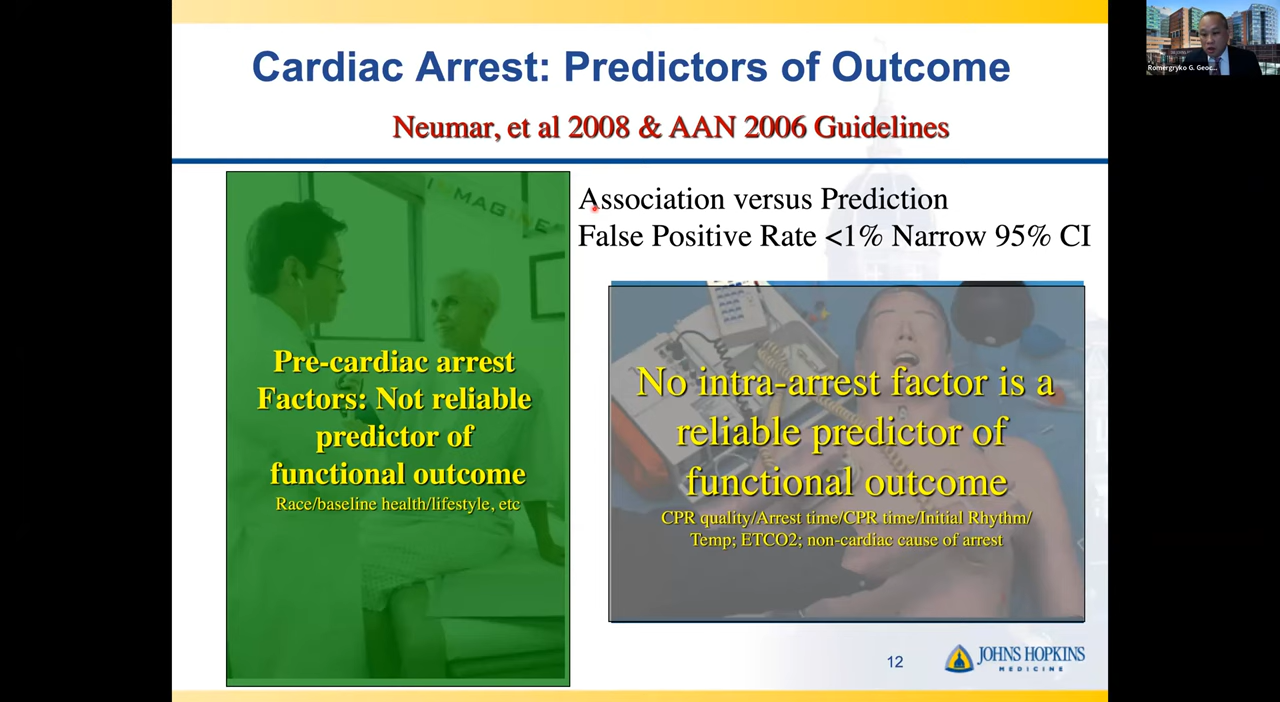 Cardiac Arrest: Predictors of Outcome
Neumar, et al 2008 & AAN 2006 Guidelines
Association versus Prediction
False Positive Rate <1% Narrow 95% CI
Pre-cardiac arrest
Factors: Not reliable
predictor of
functional outcome
Race/baseline health/lifestyle, etc
No intra-arrest factor is a
reliable predictor of
functional outcome
CPR quality/Arrest time/CPR time/Initial Rhythm/
Temp; ETCO2; non-cardiac cause of arrest
12
JOHNS HOPKINS
MEDICINE
Romergryko G. Geoc...